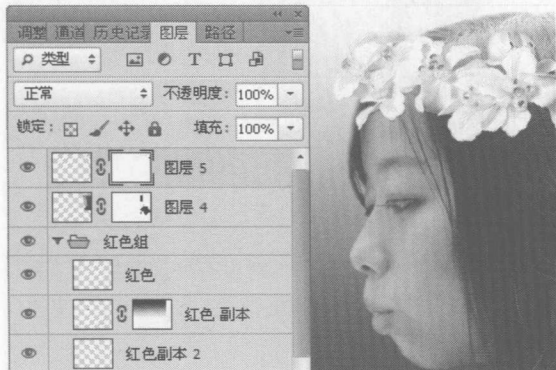 调整 通道 历史记录 图层 路径
类型
正常 不透明度: 100%
锁定: 填充: 100%
图层 5
图层 4
红色组
红色
红色 副本
红色副本 2